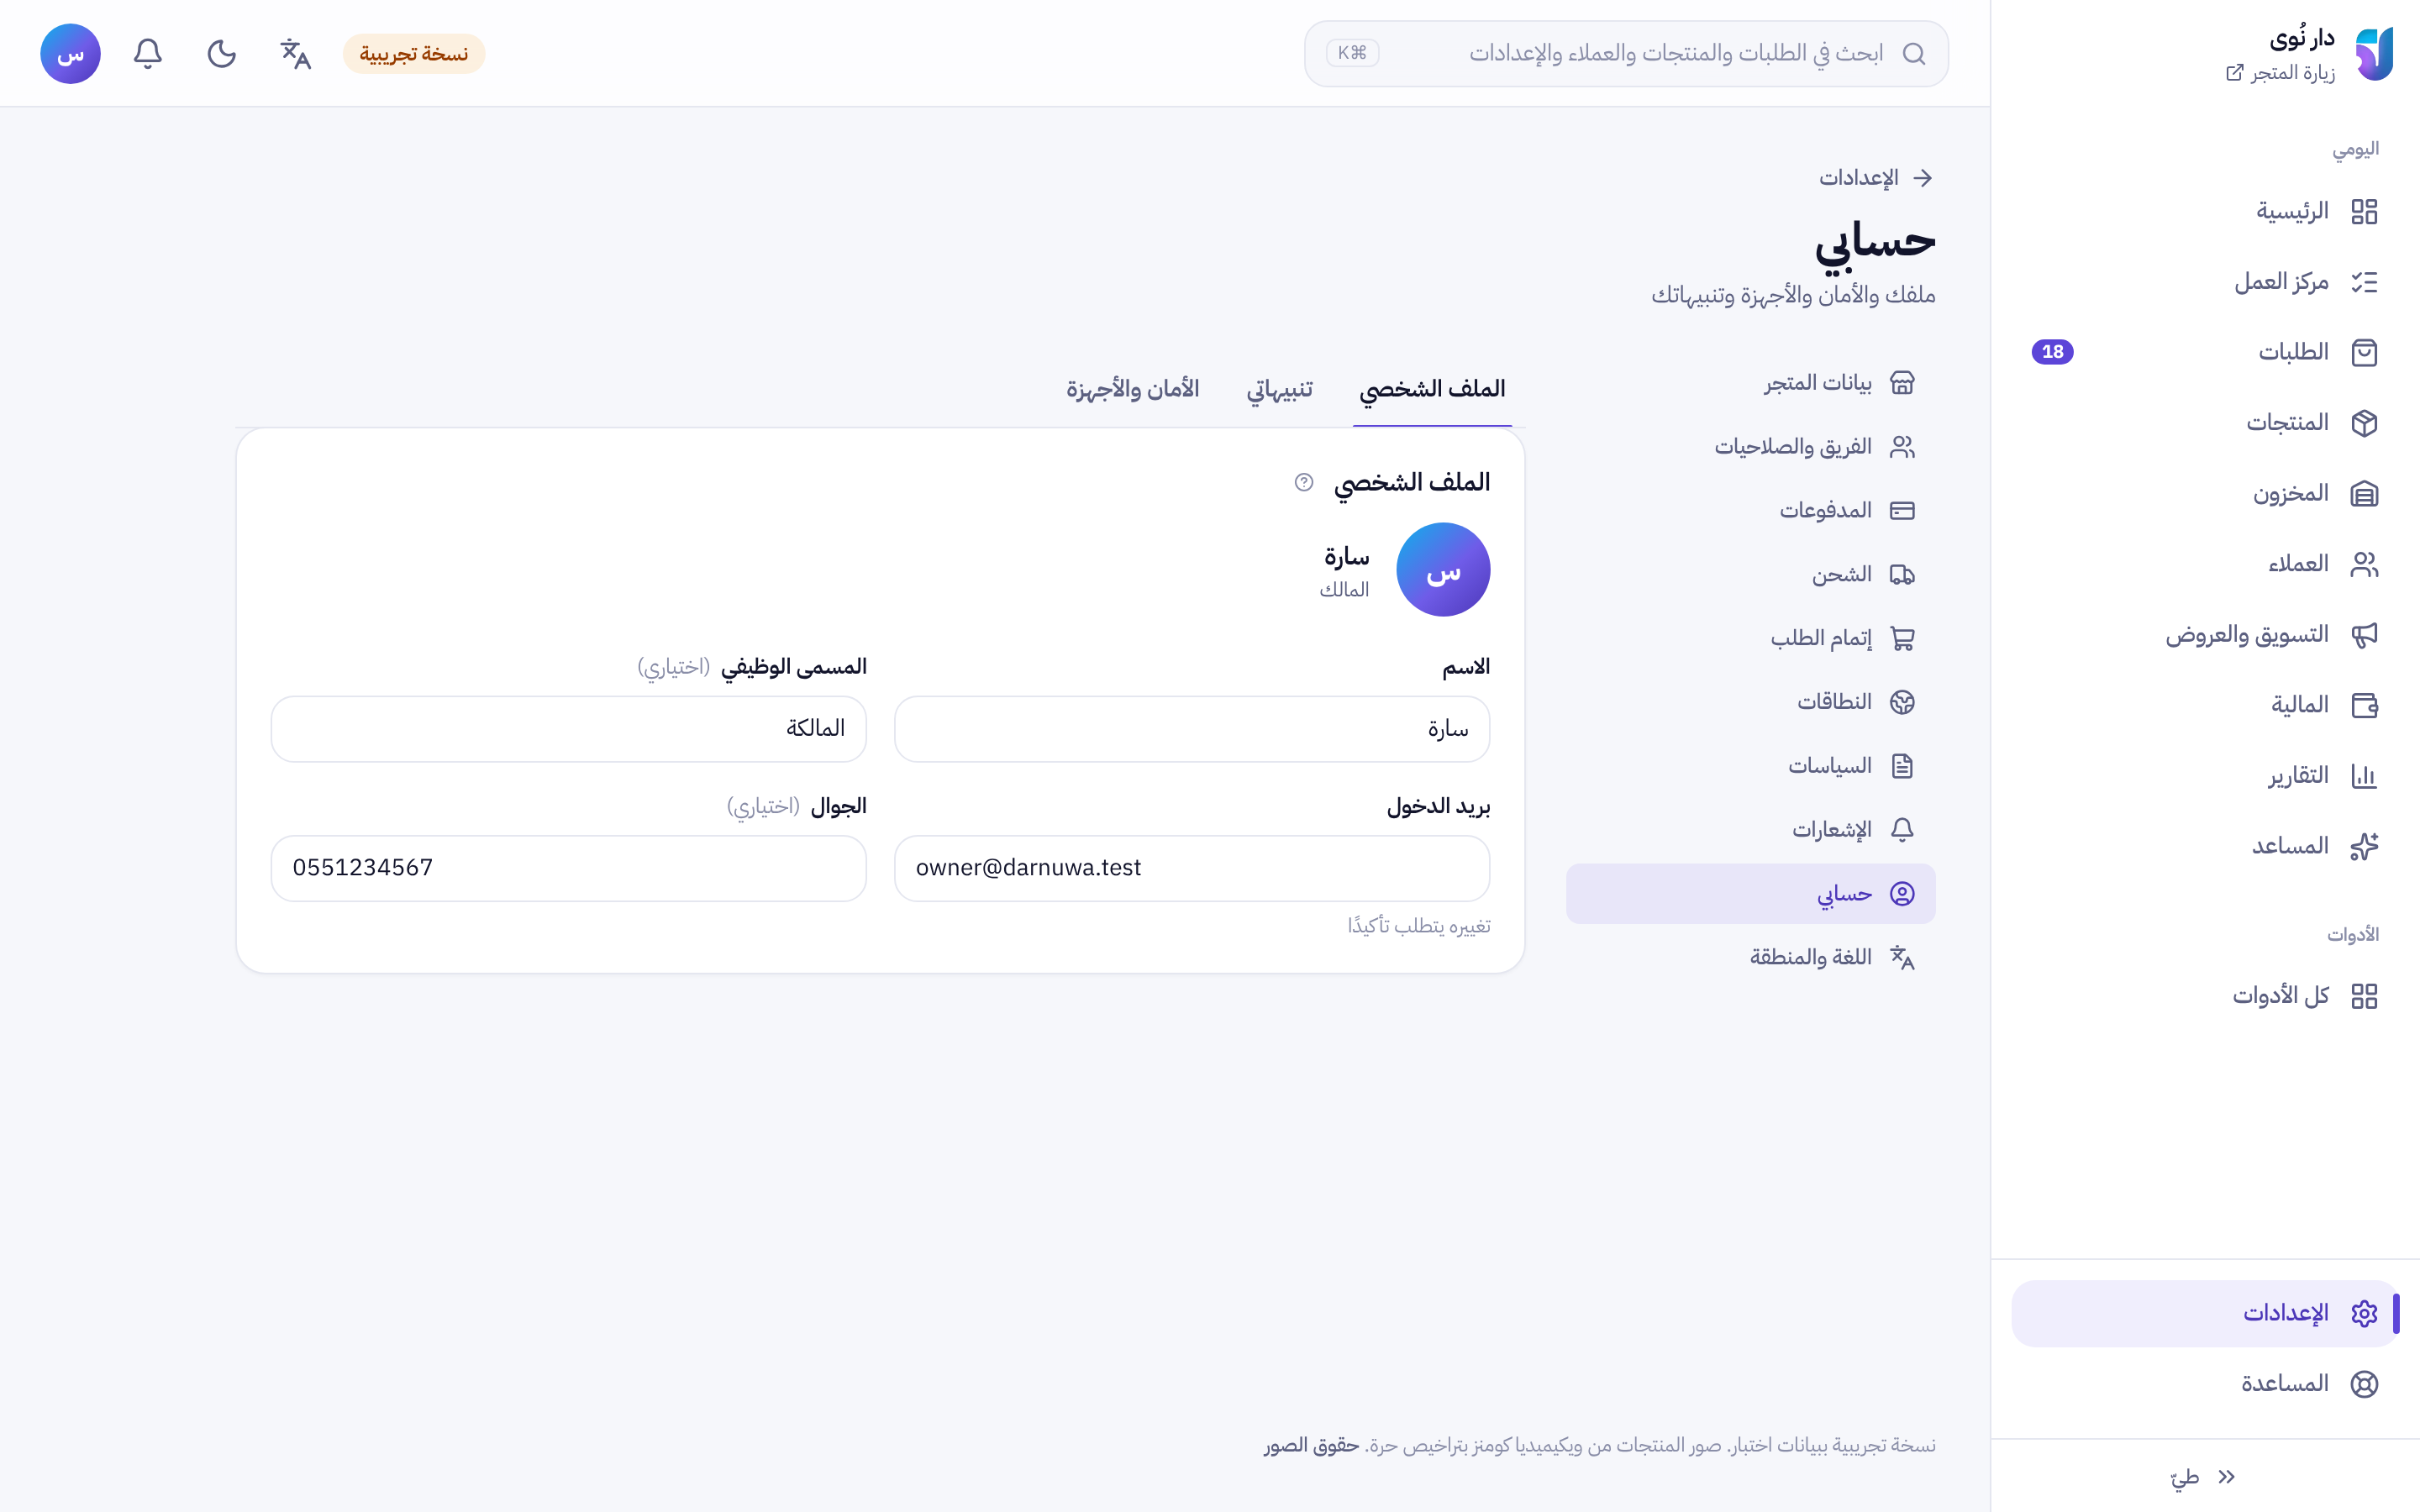 دار نُوى
زيارة المتجر
اليومي
الرئيسية
مركز العمل
الطلبات 18
المنتجات
المخزون
العملاء
التسويق والعروض
المالية
التقارير
المساعد
الأدوات
كل الأدوات
الإعدادات
المساعدة
طيّ
ابحث في الطلبات والمنتجات والعملاء والإعدادات ⌘K
نسخة تجريبية
س
الإعدادات
حسابي
ملفك والأمان والأجهزة وتنبيهاتك
بيانات المتجر
الفريق والصلاحيات
المدفوعات
الشحن
إتمام الطلب
النطاقات
السياسات
الإشعارات
حسابي
اللغة والمنطقة
الملف الشخصي تنبيهاتي الأمان والأجهزة
الملف الشخصي
س
سارة
المالك
الاسم
سارة
المسمى الوظيفي (اختياري)
المالكة
بريد الدخول
owner@darnuwa.test
تغييره يتطلب تأكيدًا
الجوال (اختياري)
0551234567
نسخة تجريبية ببيانات اختبار. صور المنتجات من ويكيميديا كومنز بتراخيص حرة. حقوق الصور